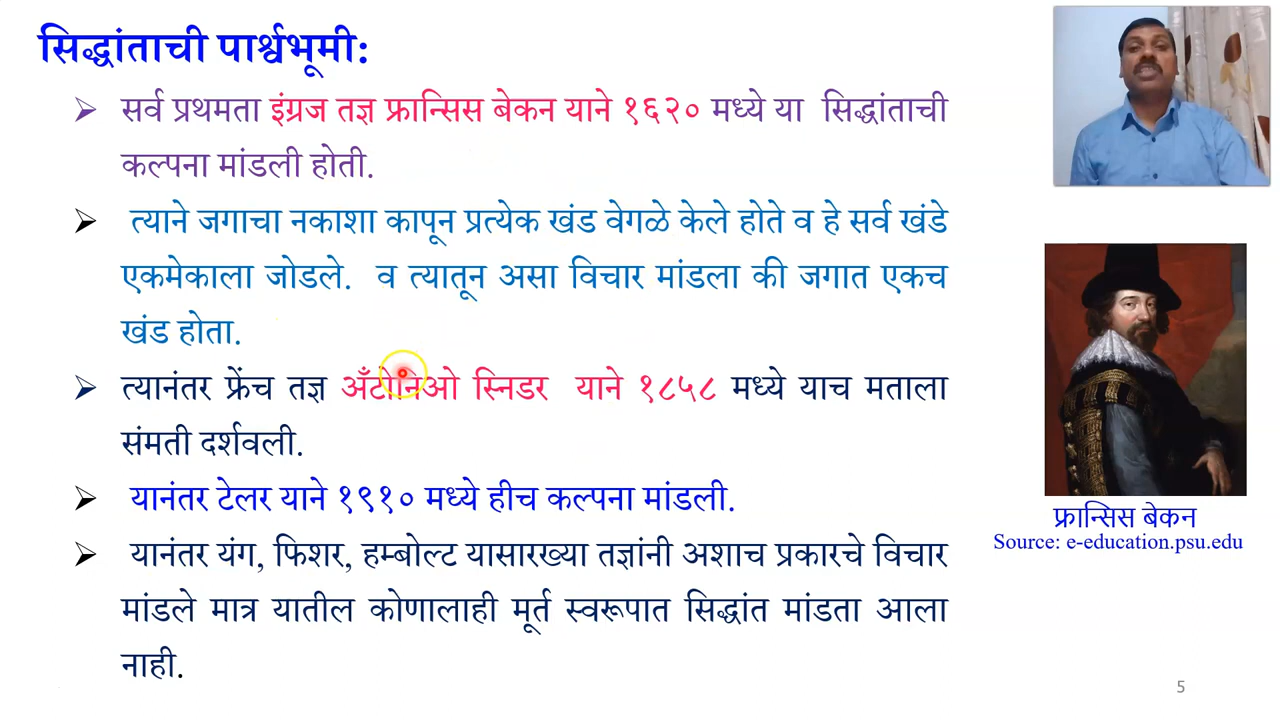 सिद्धांताची पार्श्वभूमी:
➢ सर्व प्रथमता इंग्रज तज्ञ फ्रान्सिस बेकन याने १६२० मध्ये या सिद्धांताची
कल्पना मांडली होती.
➢ त्याने जगाचा नकाशा कापून प्रत्येक खंड वेगळे केले होते व हे सर्व खंडे
एकमेकाला जोडले. व त्यातून असा विचार मांडला की जगात एकच
खंड होता.
➢ त्यानंतर फ्रेंच तज्ञ अँटोनिओ स्निडर याने १८५८ मध्ये याच मताला
संमती दर्शवली.
➢ यानंतर टेलर याने १९१० मध्ये हीच कल्पना मांडली.
➢ यानंतर यंग, फिशर, हम्बोल्ट यासारख्या तज्ञांनी अशाच प्रकारचे विचार
मांडले मात्र यातील कोणालाही मूर्त स्वरूपात सिद्धांत मांडता आला
नाही.
फ्रान्सिस बेकन
Source: e-education.psu.edu
5